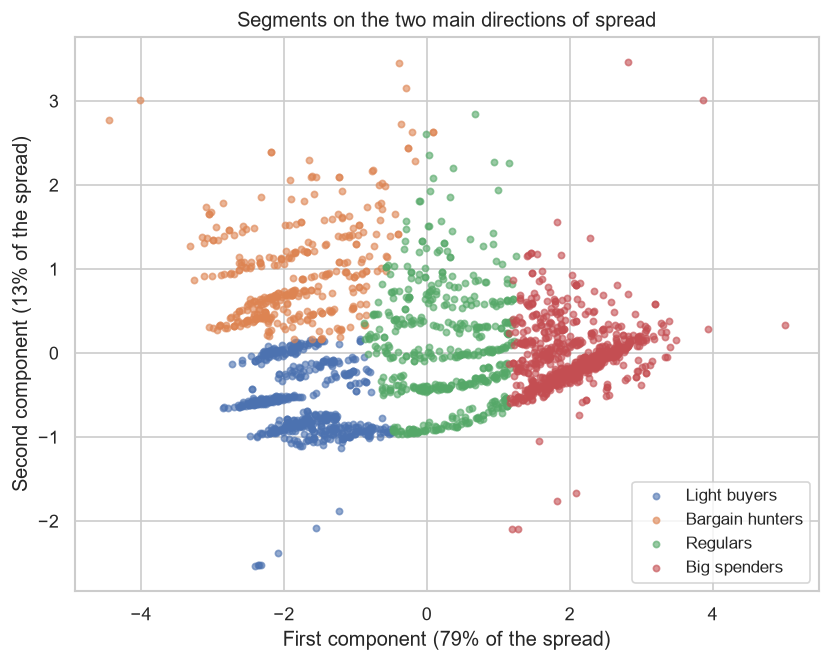 Segments on the two main directions of spread
Second component (13% of the spread)
3
2
1
0
−1
−2
−4
−2
0
2
4
First component (79% of the spread)
Light buyers
Bargain hunters
Regulars
Big spenders